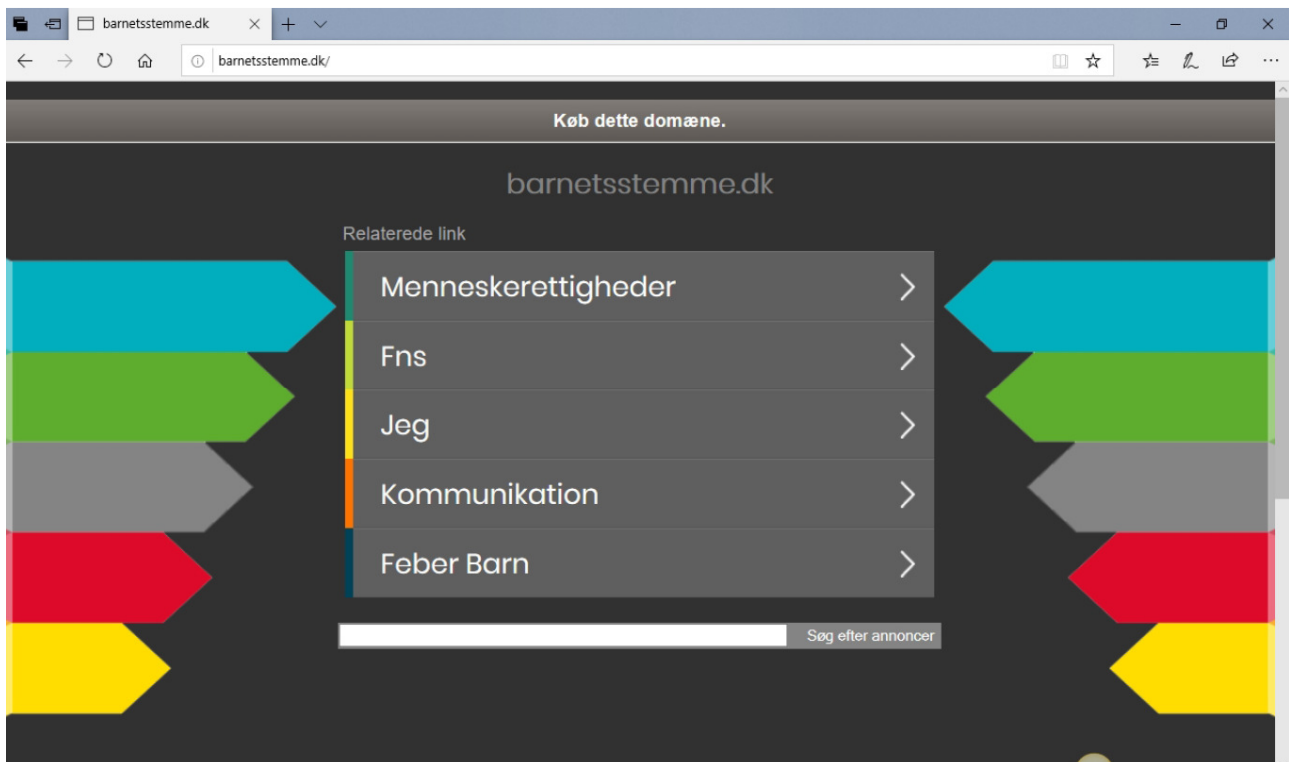 barnetsstemme.dk
barnetsstemme.dk/
Køb dette domæne.
barnetsstemme.dk
Relaterede link
Menneskerettigheder
Fns
Jeg
Kommunikation
Feber Barn
Søg efter annoncer